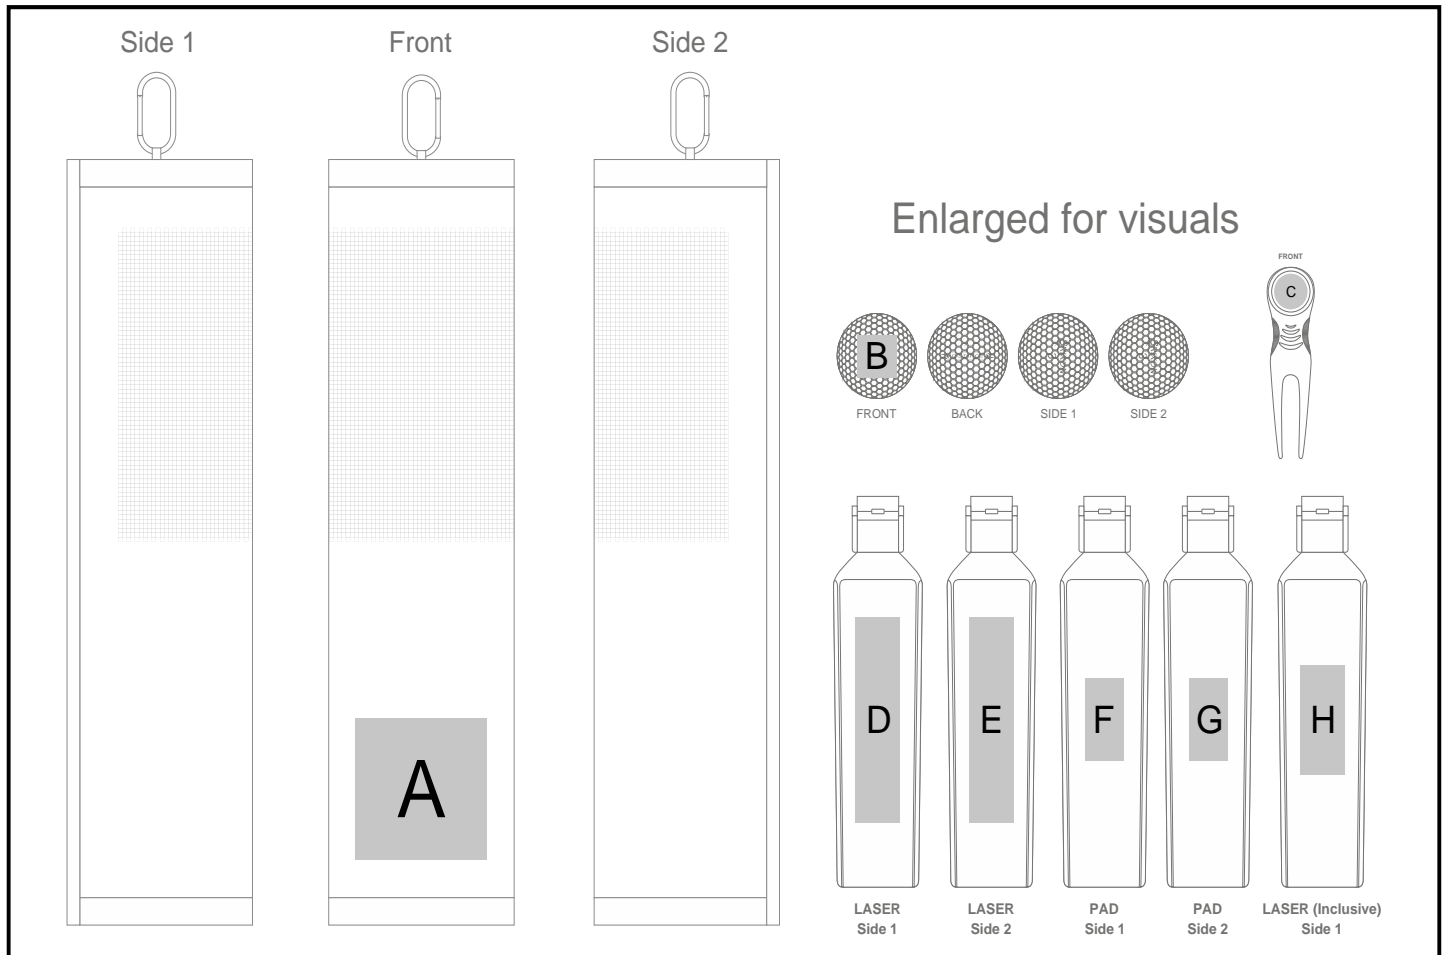 Side 1
Front
Side 2
Enlarged for visuals
FRONT
C
B
FRONT
BACK
SIDE 1
SIDE 2
A
D
E
F
G
H
LASER
Side 1
LASER
Side 2
PAD
Side 1
PAD
Side 2
LASER (Inclusive)
Side 1